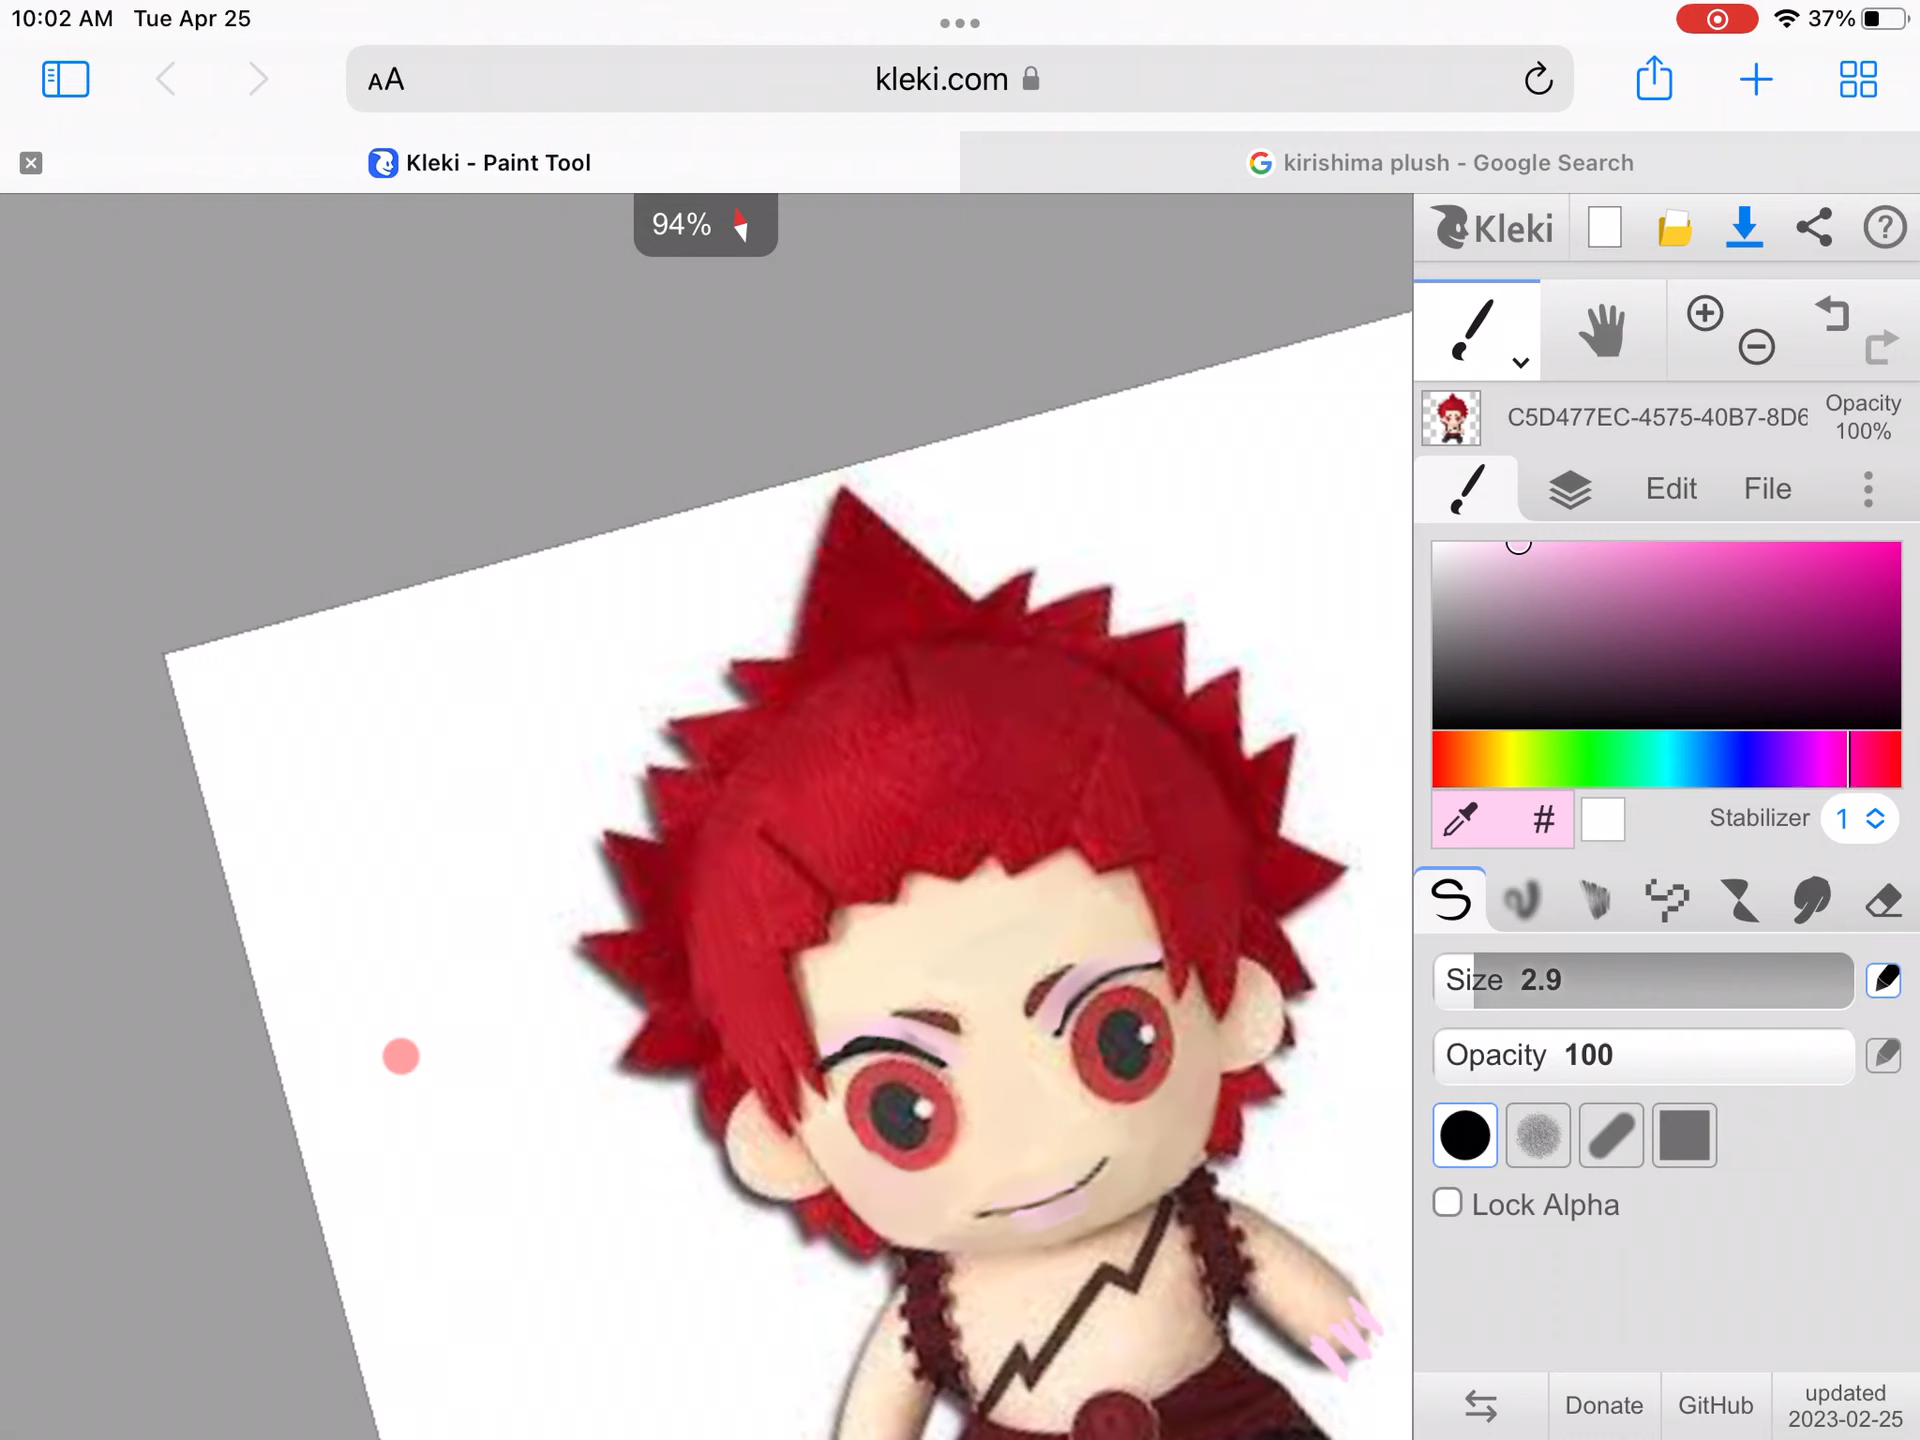 10:02 AM Tue Apr 25
37%
AA
kleki.com
Kleki - Paint Tool
kirishima plush - Google Search
94%
Kleki
C5D477EC-4575-40B7-8D6
Opacity
100%
Edit
File
#
Stabilizer
1
Size 2.9
Opacity 100
Lock Alpha
Donate
GitHub
updated
2023-02-25